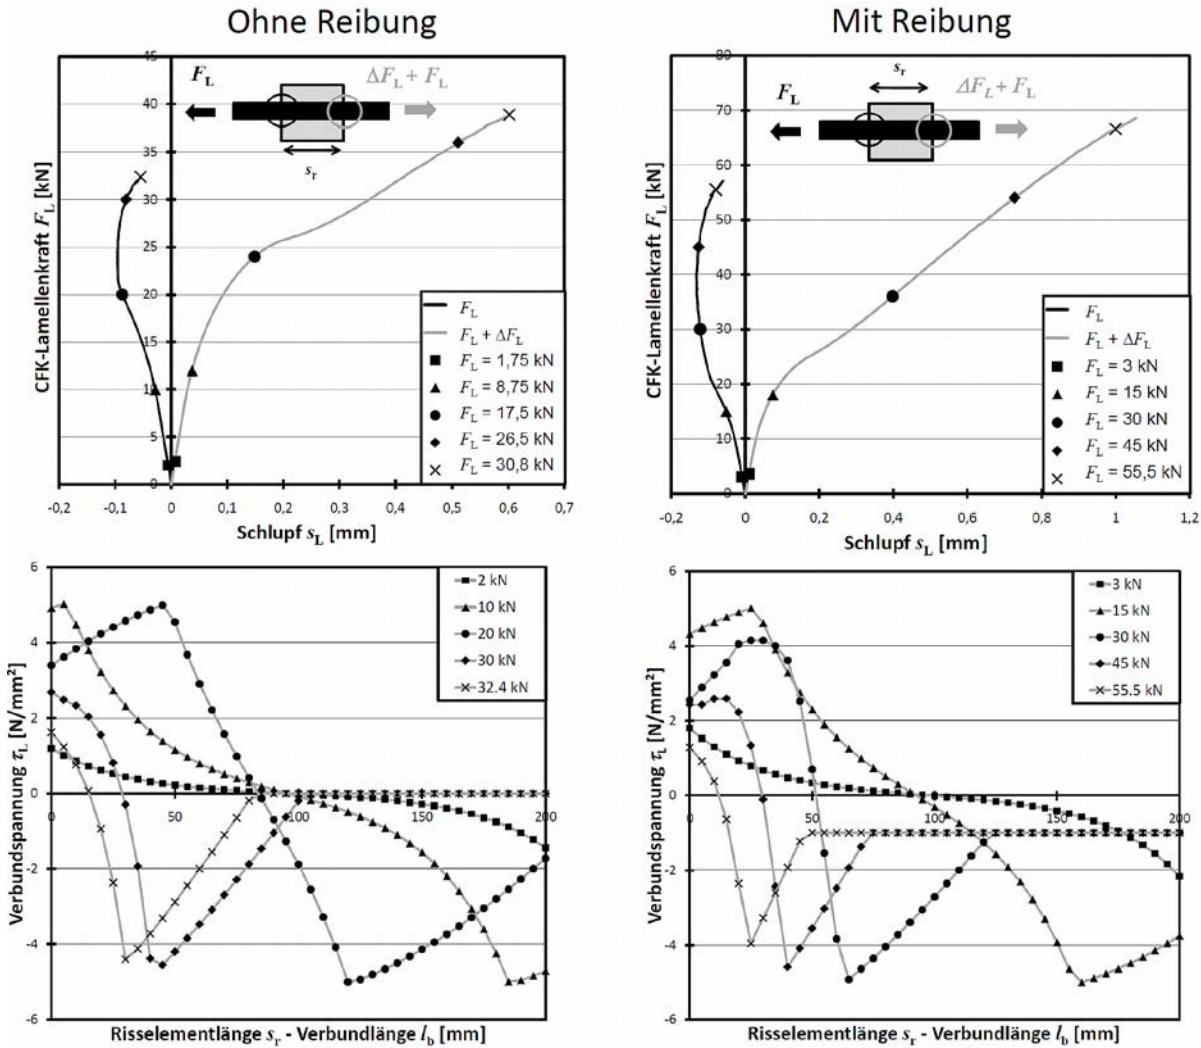 Ohne Reibung
45
40
35
30
25
20
15
10
5
0
CFK-Lamellenkraft F_L [kN]
F_L
ΔF_L + F_L
s_r
F_L
F_L + ΔF_L
F_L = 1,75 kN
F_L = 8,75 kN
F_L = 17,5 kN
F_L = 26,5 kN
F_L = 30,8 kN
-0,2 -0,1 0 0,1 0,2 0,3 0,4 0,5 0,6 0,7
Schlupf s_L [mm]
Mit Reibung
80
70
60
50
40
30
20
10
0
CFK-Lamellenkraft F_L [kN]
s_r
F_L
ΔF_L + F_L
F_L
F_L + ΔF_L
F_L = 3 kN
F_L = 15 kN
F_L = 30 kN
F_L = 45 kN
F_L = 55,5 kN
-0,2 0 0,2 0,4 0,6 0,8 1 1,2
Schlupf s_L [mm]
6
4
2
0
-2
-4
-6
Verbundspannung τ_L [N/mm²]
2 kN
10 kN
20 kN
30 kN
32.4 kN
0 50 100 150 200
Risselementlänge s_r - Verbundlänge l_b [mm]
6
4
2
0
-2
-4
-6
Verbundspannung τ_L [N/mm²]
3 kN
15 kN
30 kN
45 kN
55.5 kN
0 50 100 150 200
Risselementlänge s_r - Verbundlänge l_b [mm]